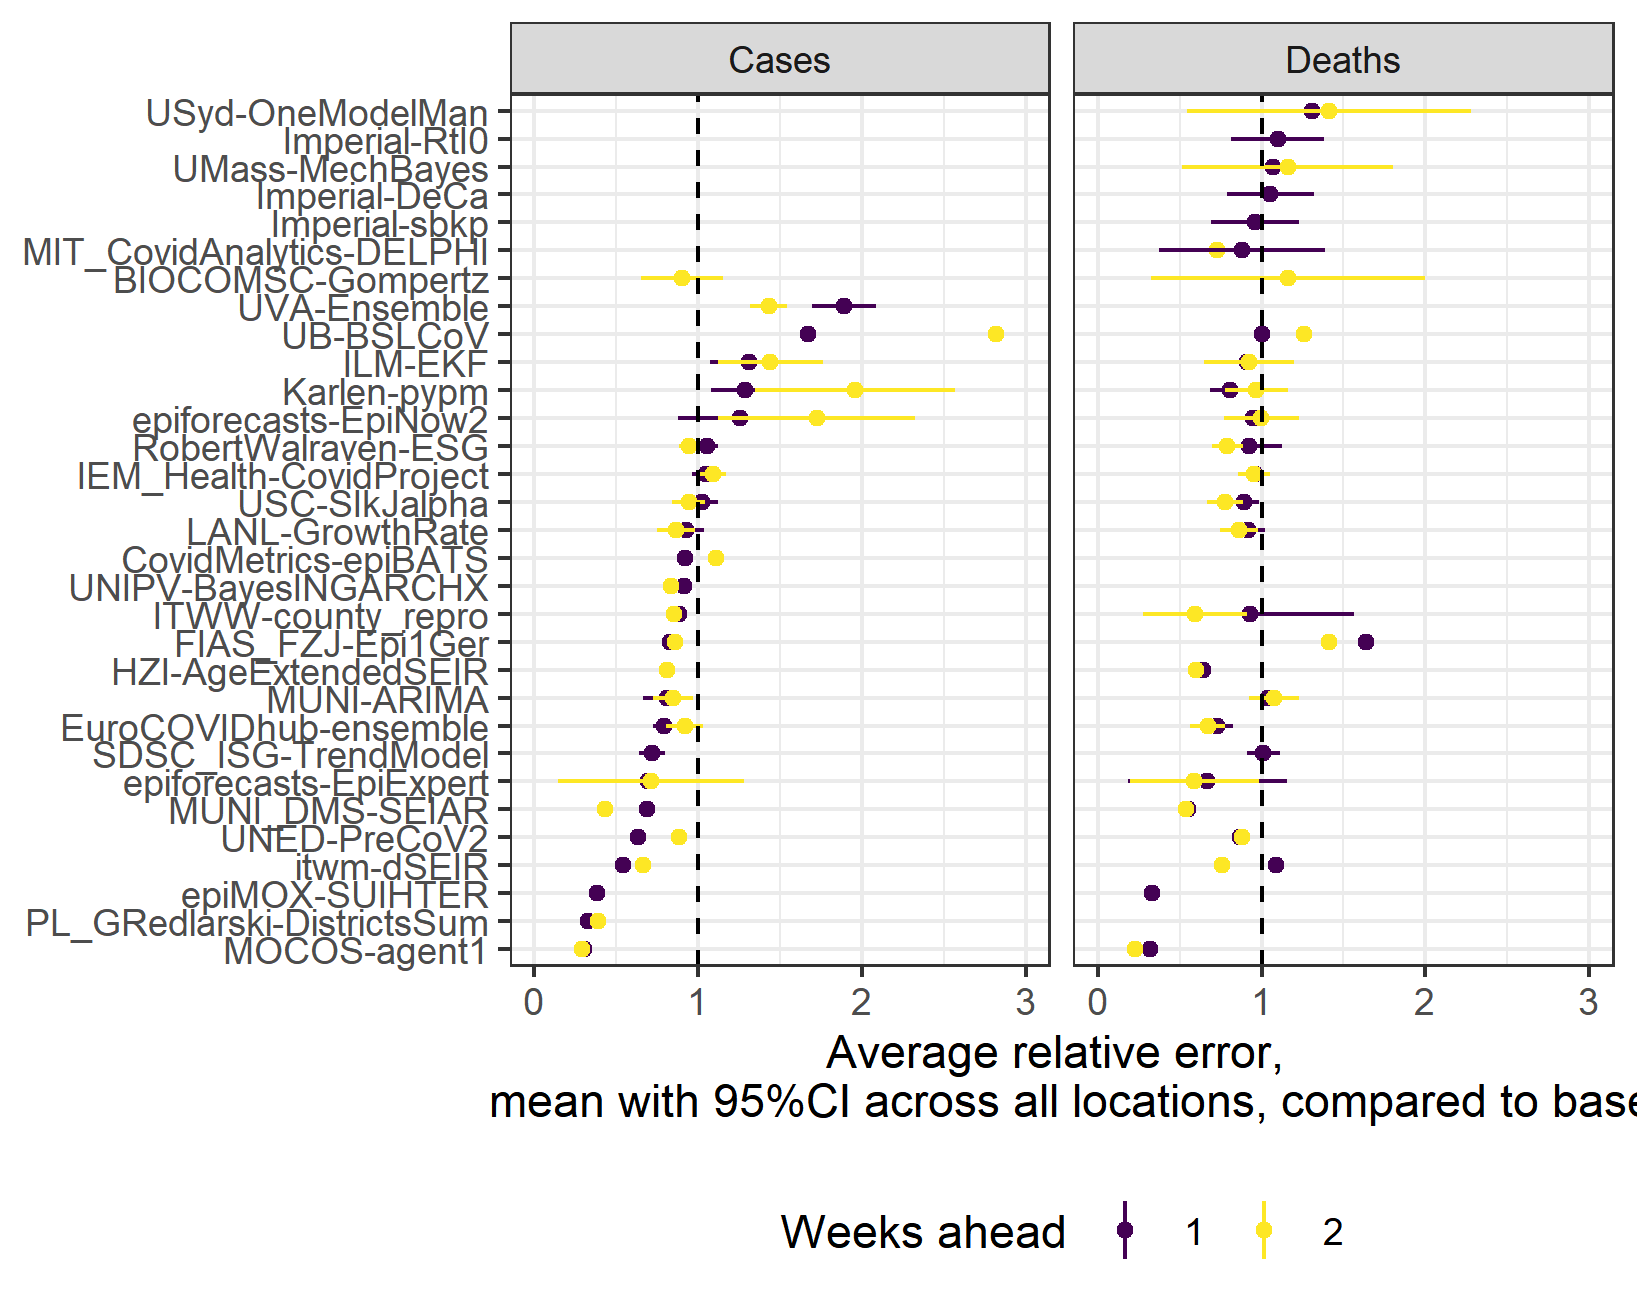 Cases
Deaths
USyd-OneModelMan
Imperial-RtI0
UMass-MechBayes
Imperial-DeCa
Imperial-sbkp
MIT_CovidAnalytics-DELPHI
BIOCOMSC-Gompertz
UVA-Ensemble
UB-BSLCoV
ILM-EKF
Karlen-pypm
epiforecasts-EpiNow2
RobertWalraven-ESG
IEM_Health-CovidProject
USC-SIkJalpha
LANL-GrowthRate
CovidMetrics-epiBATS
UNIPV-BayesINGARCHX
ITWW-county_repro
FIAS_FZJ-Epi1Ger
HZI-AgeExtendedSEIR
MUNI-ARIMA
EuroCOVIDhub-ensemble
SDSC_ISG-TrendModel
epiforecasts-EpiExpert
MUNI_DMS-SEIAR
UNED-PreCoV2
itwm-dSEIR
epiMOX-SUIHTER
PL_GRedlarski-DistrictsSum
MOCOS-agent1
0 1 2 3
0 1 2 3
Average relative error,
mean with 95%CI across all locations, compared to base
Weeks ahead 1 2